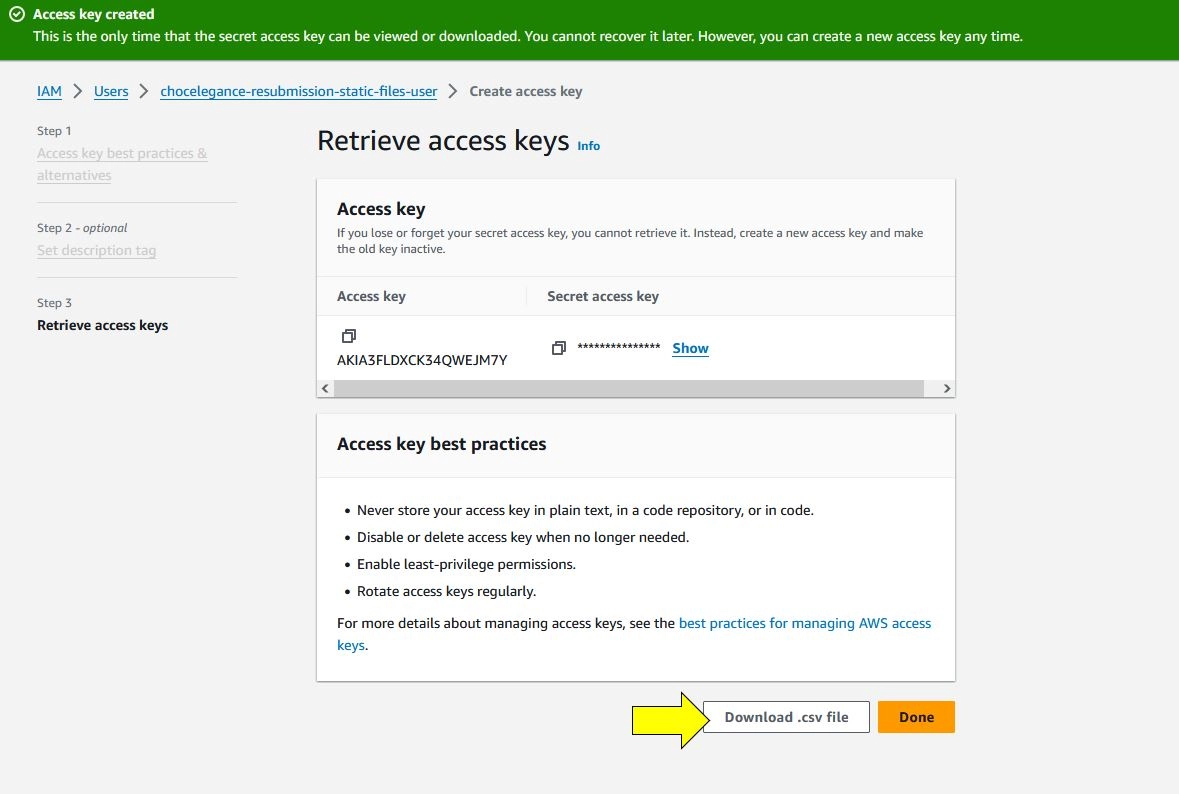 Access key created
This is the only time that the secret access key can be viewed or downloaded. You cannot recover it later. However, you can create a new access key any time.
IAM > Users > chocelegance-resubmission-static-files-user > Create access key
Step 1
Access key best practices &
alternatives
Step 2 - optional
Set description tag
Step 3
Retrieve access keys
Retrieve access keys Info
Access key
If you lose or forget your secret access key, you cannot retrieve it. Instead, create a new access key and make
the old key inactive.
Access key Secret access key
AKIA3FLDXCK34QWEJM7Y
*************** Show
Access key best practices
• Never store your access key in plain text, in a code repository, or in code.
• Disable or delete access key when no longer needed.
• Enable least-privilege permissions.
• Rotate access keys regularly.
For more details about managing access keys, see the best practices for managing AWS access
keys.
Download .csv file Done